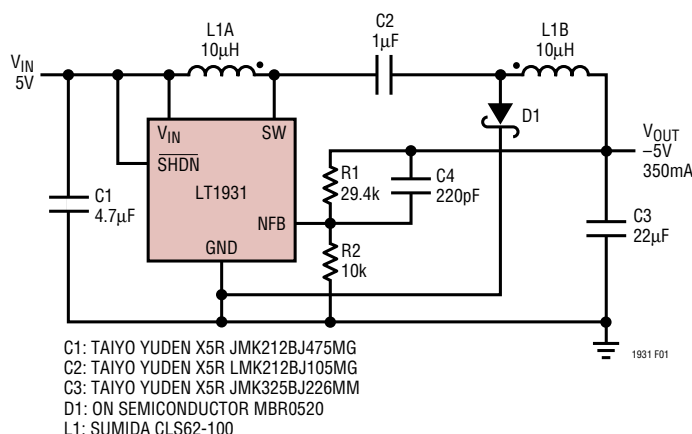 L1A
10µH
C2
1µF
L1B
10µH
VIN
5V
D1
VIN
SW
SHDN
LT1931
NFB
GND
C1
4.7µF
R1
29.4k
C4
220pF
R2
10k
VOUT
–5V
350mA
C3
22µF
1931 F01
C1: TAIYO YUDEN X5R JMK212BJ475MG
C2: TAIYO YUDEN X5R LMK212BJ105MG
C3: TAIYO YUDEN X5R JMK325BJ226MM
D1: ON SEMICONDUCTOR MBR0520
L1: SUMIDA CLS62-100